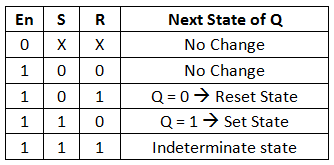 En S R Next State of Q
0 X X No Change
1 0 0 No Change
1 0 1 Q = 0 → Reset State
1 1 0 Q = 1 → Set State
1 1 1 Indeterminate state